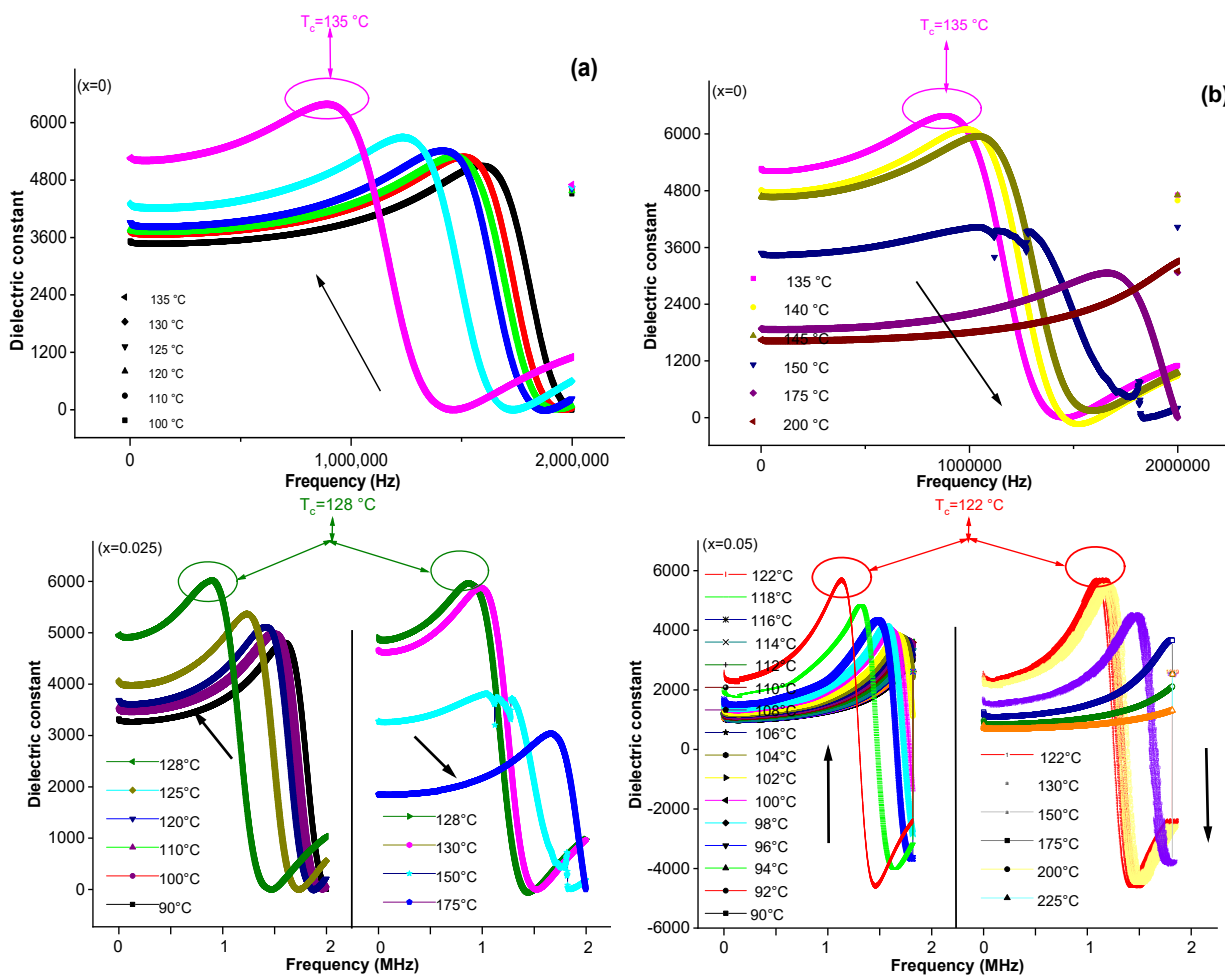 T_c=135 °C
(a)
(x=0)
Dielectric constant
6000
4800
3600
2400
1200
0
135 °C
130 °C
125 °C
120 °C
110 °C
100 °C
0
1,000,000
2,000,000
Frequency (Hz)
T_c=135 °C
(b)
(x=0)
Dielectric constant
6000
4800
3600
2400
1200
0
135 °C
140 °C
145 °C
150 °C
175 °C
200 °C
0
1000000
2000000
Frequency (Hz)
T_c=128 °C
(x=0.025)
Dielectric constant
6000
5000
4000
3000
2000
1000
0
128°C
125°C
120°C
110°C
100°C
90°C
128°C
130°C
150°C
175°C
0
1
2
0
1
2
Frequency (MHz)
T_c=122 °C
(x=0.05)
Dielectric constant
6000
4000
2000
0
-2000
-4000
-6000
122°C
118°C
116°C
114°C
112°C
110°C
108°C
106°C
104°C
102°C
100°C
98°C
96°C
94°C
92°C
90°C
122°C
130°C
150°C
175°C
200°C
225°C
0
1
2
0
1
2
Frequency (MHz)